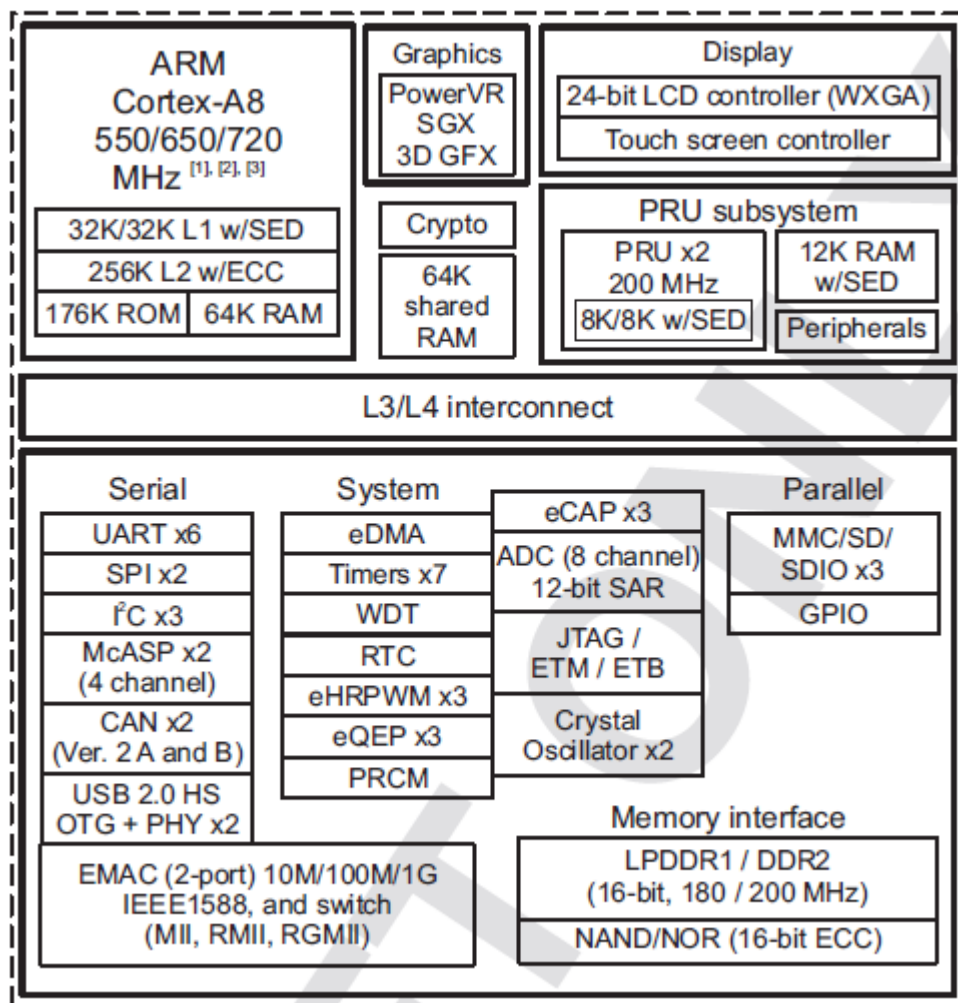 ARM
Cortex-A8
550/650/720
MHz [1], [2], [3]
32K/32K L1 w/SED
256K L2 w/ECC
176K ROM
64K RAM
Graphics
PowerVR
SGX
3D GFX
Crypto
64K
shared
RAM
Display
24-bit LCD controller (WXGA)
Touch screen controller
PRU subsystem
PRU x2
200 MHz
8K/8K w/SED
12K RAM
w/SED
Peripherals
L3/L4 interconnect
Serial
UART x6
SPI x2
I²C x3
McASP x2
(4 channel)
CAN x2
(Ver. 2 A and B)
USB 2.0 HS
OTG + PHY x2
EMAC (2-port) 10M/100M/1G
IEEE1588, and switch
(MII, RMII, RGMII)
System
eDMA
Timers x7
WDT
RTC
eHRPWM x3
eQEP x3
PRCM
eCAP x3
ADC (8 channel)
12-bit SAR
JTAG /
ETM / ETB
Crystal
Oscillator x2
Parallel
MMC/SD/
SDIO x3
GPIO
Memory interface
LPDDR1 / DDR2
(16-bit, 180 / 200 MHz)
NAND/NOR (16-bit ECC)
ONLY